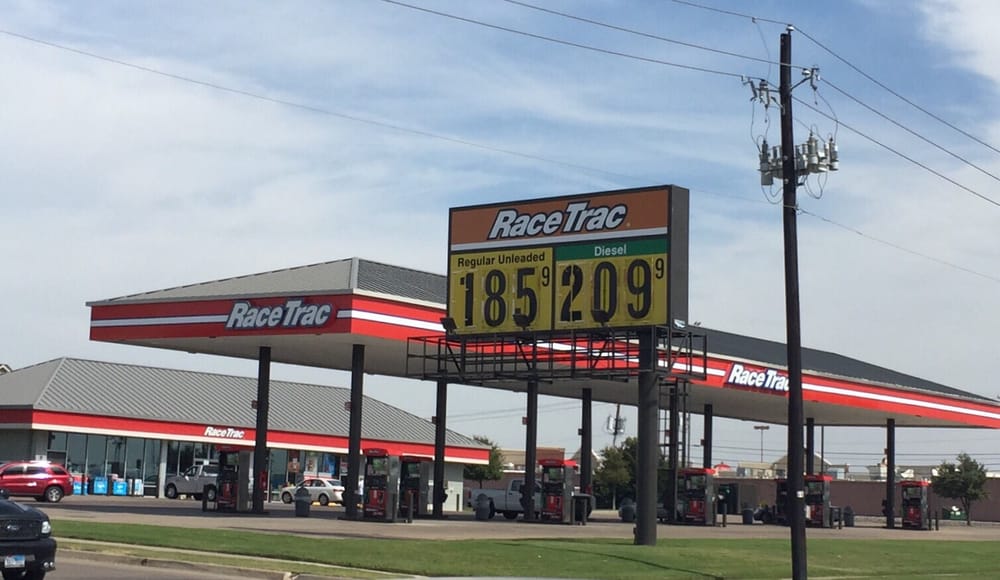 RaceTrac
Regular Unleaded
185 9
Diesel
209 9
RaceTrac
RaceTrac
RaceTrac